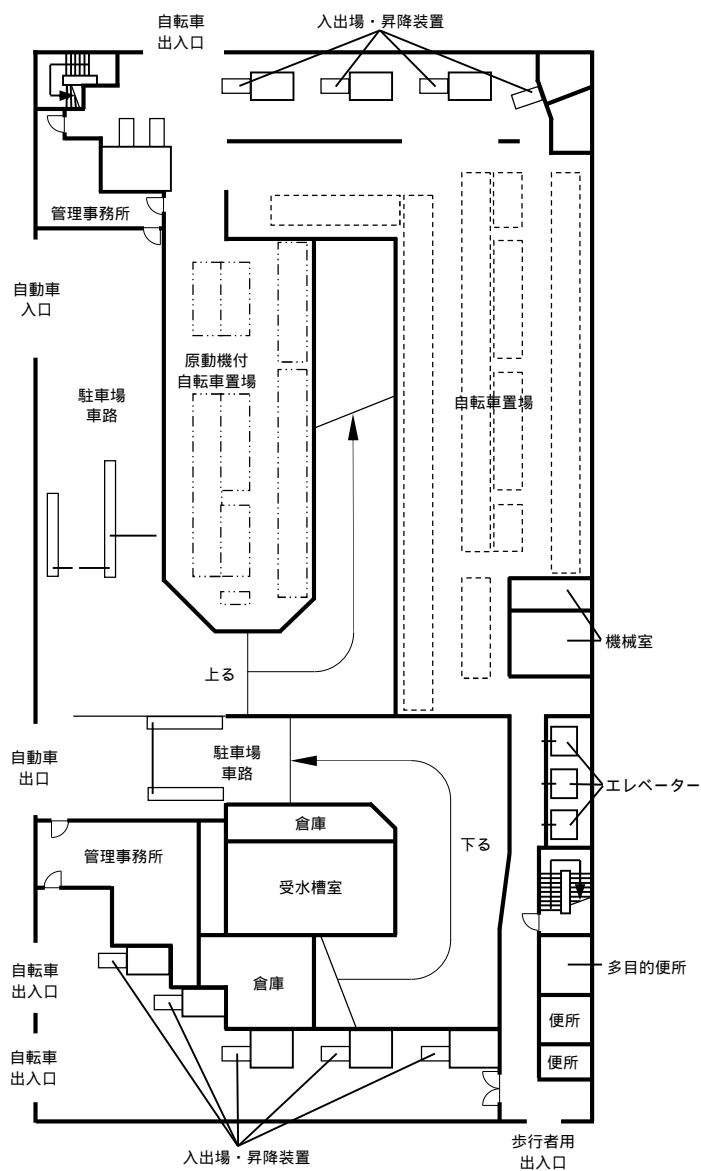 自転車
出入口
入出場・昇降装置
管理事務所
自動車
入口
原動機付
自転車置場
駐車場
車路
自転車置場
機械室
上る
自動車
出口
駐車場
車路
エレベーター
倉庫
下る
管理事務所
受水槽室
自転車
出入口
倉庫
多目的便所
便所
自転車
出入口
便所
入出場・昇降装置
歩行者用
出入口